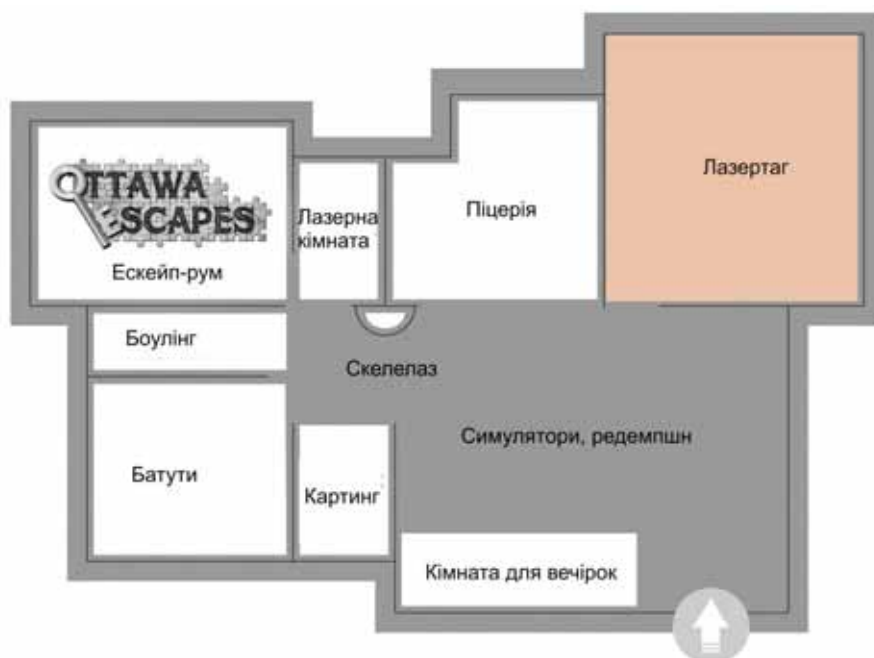 Лазертаг
OTTAWA
ESCAPES
Ескейп-рум
Лазерна
кімната
Піцерія
Боулінг
Скелелаз
Симулятори, редемпшн
Батути
Картинг
Кімната для вечірок